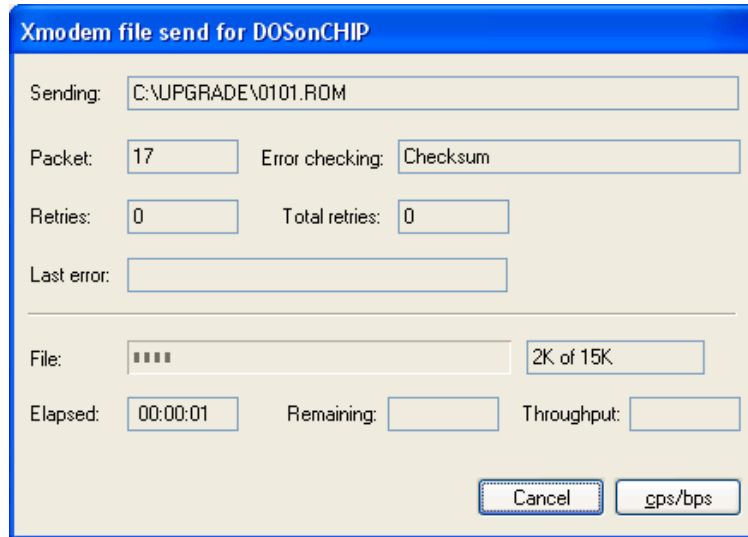 Xmodem file send for DOSonCHIP
Sending: C:\UPGRADE\0101.ROM
Packet: 17 Error checking: Checksum
Retries: 0 Total retries: 0
Last error:
File: 2K of 15K
Elapsed: 00:00:01 Remaining: Throughput:
Cancel cps/bps